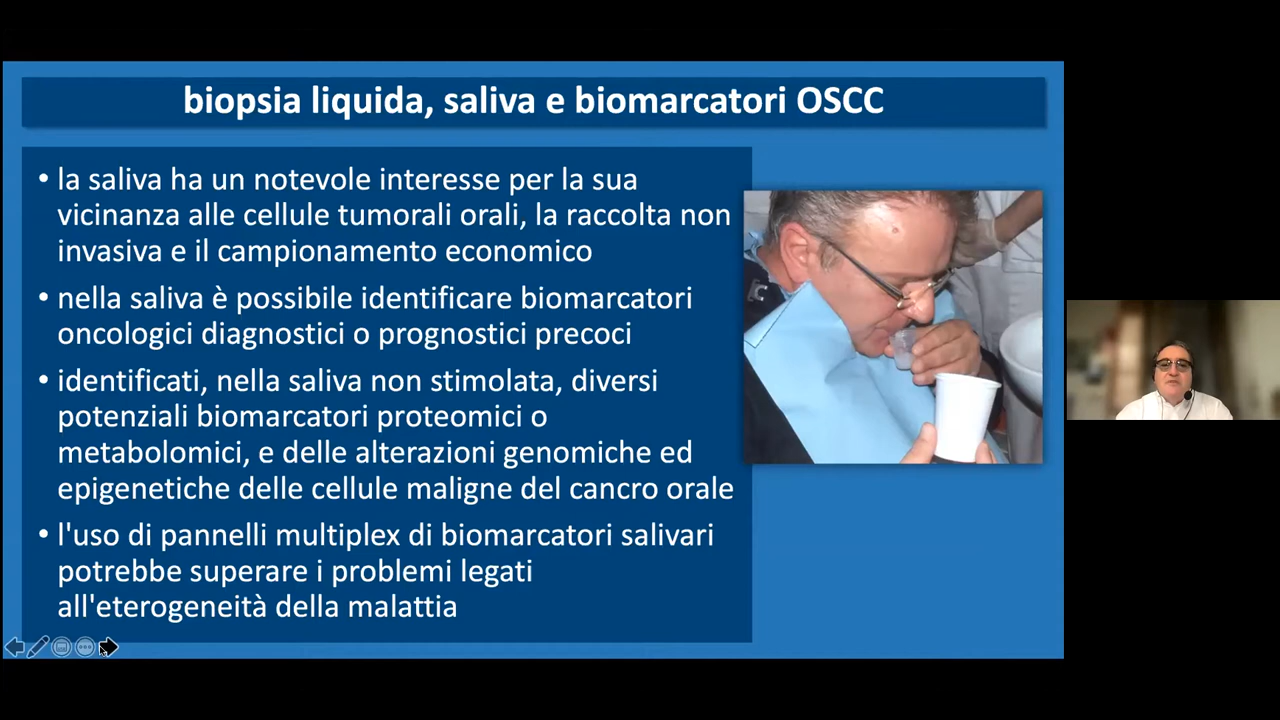 biopsia liquida, saliva e biomarcatori OSCC
• la saliva ha un notevole interesse per la sua
vicinanza alle cellule tumorali orali, la raccolta non
invasiva e il campionamento economico
• nella saliva è possibile identificare biomarcatori
oncologici diagnostici o prognostici precoci
• identificati, nella saliva non stimolata, diversi
potenziali biomarcatori proteomici o
metabolomici, e delle alterazioni genomiche ed
epigenetiche delle cellule maligne del cancro orale
• l'uso di pannelli multiplex di biomarcatori salivari
potrebbe superare i problemi legati
all'eterogeneità della malattia